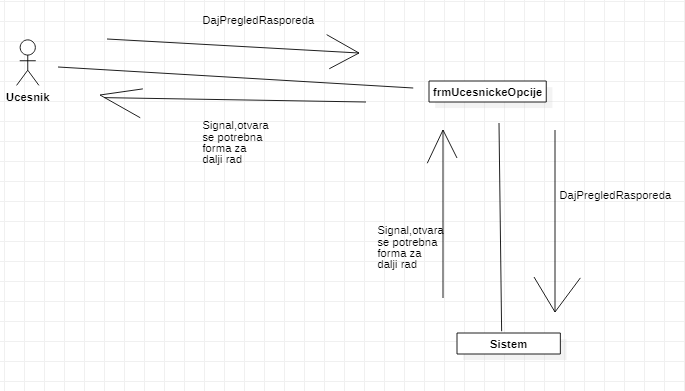 DajPregledRasporeda
Ucesnik
frmUcesnickeOpcije
Signal,otvara
se potrebna
forma za
dalji rad
DajPregledRasporeda
Signal,otvara
se potrebna
forma za
dalji rad
Sistem